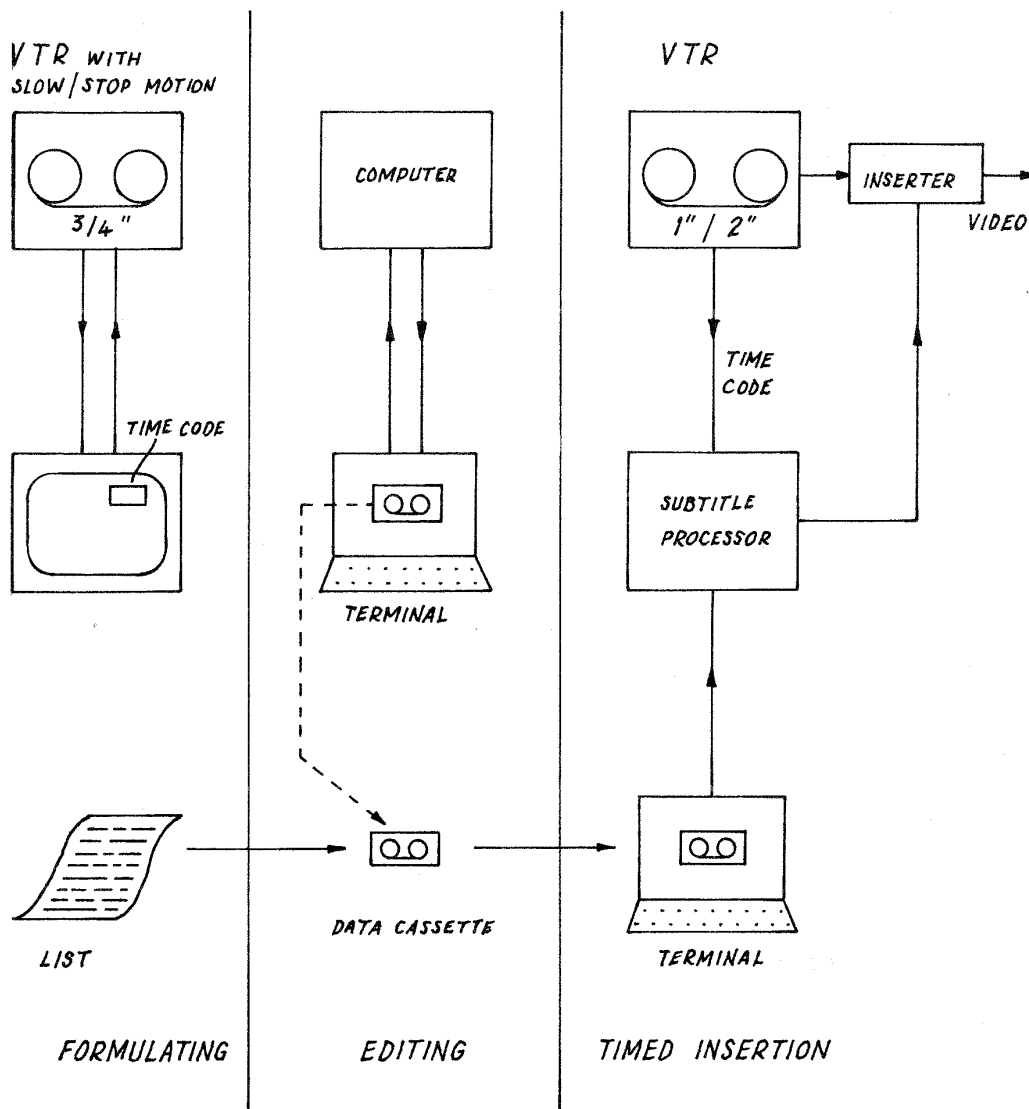 VTR WITH
SLOW/STOP MOTION
3/4"
TIME CODE
LIST
FORMULATING
COMPUTER
TERMINAL
DATA CASSETTE
EDITING
VTR
1" / 2"
INSERTER
VIDEO
TIME
CODE
SUBTITLE
PROCESSOR
TERMINAL
TIMED INSERTION